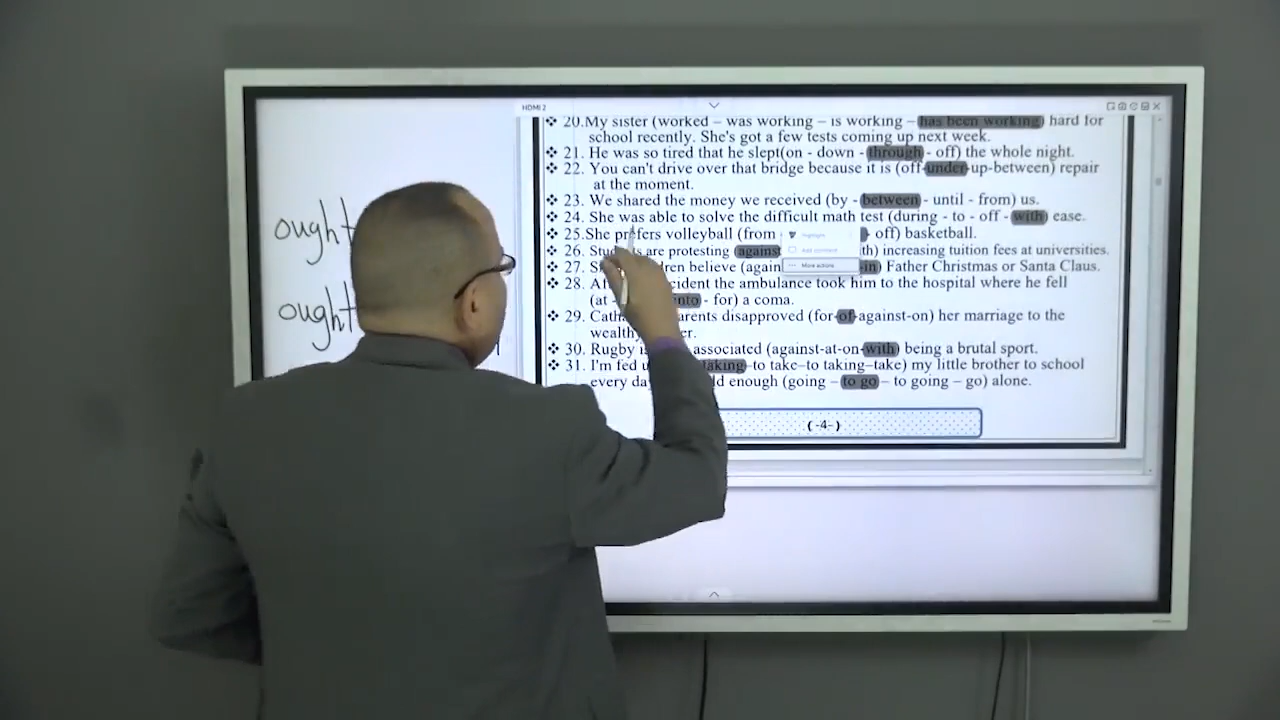 HDMI 2
ought
ought
20.My sister (worked – was working – is working – has been working) hard for
school recently. She's got a few tests coming up next week.
21. He was so tired that he slept(on - down - through - off) the whole night.
22. You can't drive over that bridge because it is (off-under-up-between) repair
at the moment.
23. We shared the money we received (by - between - until - from) us.
24. She was able to solve the difficult math test (during - to - off - with) ease.
25.She prefers volleyball (from off) basketball.
Highlight
Add comment
More actions
26. are protesting (against increasing tuition fees at universities.
27. believe (again in) Father Christmas or Santa Claus.
28. the ambulance took him to the hospital where he fell
(at - into - for) a coma.
29. disapproved (for-of-against-on) her marriage to the
30. Rugby associated (against-at-on-with) being a brutal sport.
31. I'm fed taking–to take–to taking–take) my little brother to school
every enough (going – to go – to going – go) alone.
(-4-)